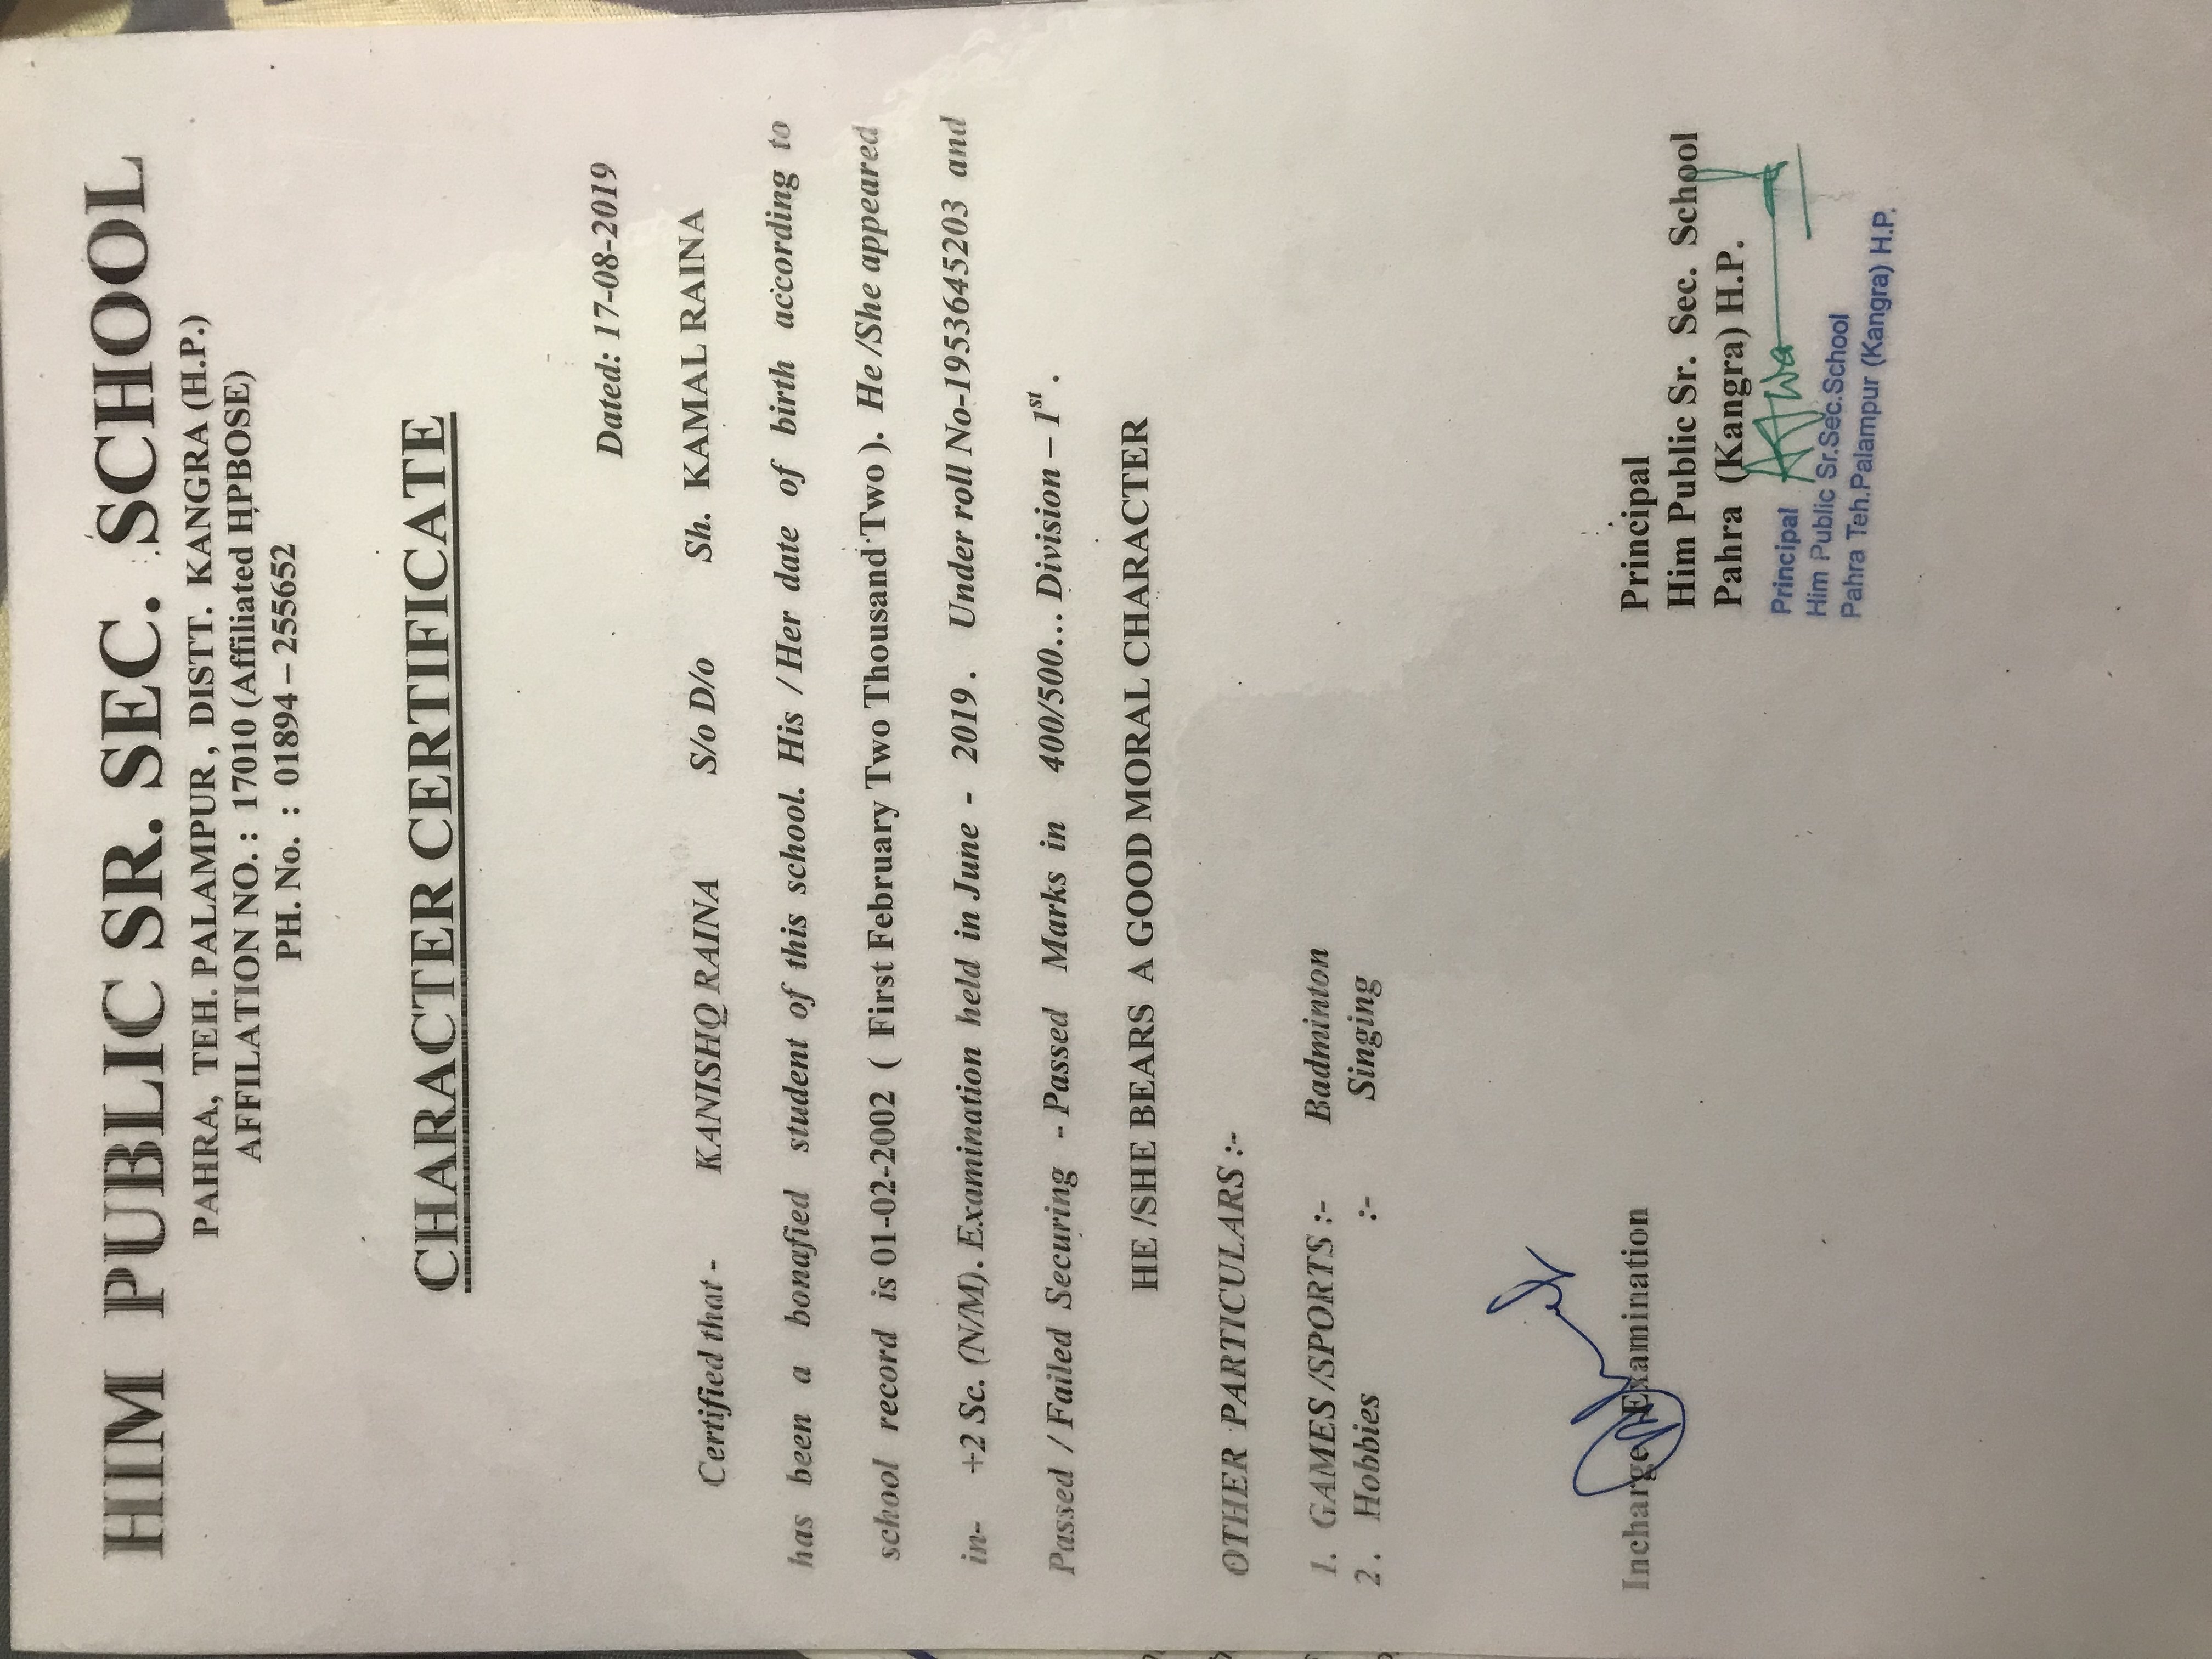 HIM PUBLIC SR. SEC. SCHOOL
PAHRA, TEH. PALAMPUR , DISTT. KANGRA (H.P.)
AFFILATION NO. : 17010 (Affiliated HPBOSE)
PH. No. : 01894 – 255652
CHARACTER CERTIFICATE
Dated: 17-08-2019
Certified that - KANISHQ RAINA S/o D/o Sh. KAMAL RAINA
has been a bonafied student of this school. His / Her date of birth according to
school record is 01-02-2002 ( First February Two Thousand Two ). He /She appeared
in- +2 Sc. (N/M). Examination held in June - 2019 . Under roll No-1953645203 and
Passed / Failed Securing - Passed Marks in 400/500... Division – 1st .
HE /SHE BEARS A GOOD MORAL CHARACTER
OTHER PARTICULARS :-
1. GAMES /SPORTS :- Badminton
2 . Hobbies :- Singing
Incharge Examination
Principal
Him Public Sr. Sec. School
Pahra (Kangra) H.P.
Principal
Him Public Sr.Sec.School
Pahra Teh.Palampur (Kangra) H.P.